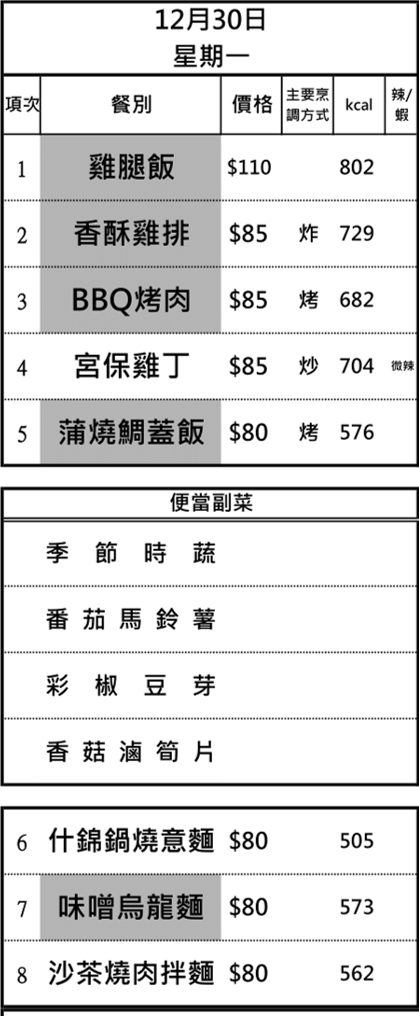 12月30日
星期一
項次 餐別 價格 主要烹調方式 kcal 辣/蝦
1 雞腿飯 $110 802
2 香酥雞排 $85 炸 729
3 BBQ烤肉 $85 烤 682
4 宮保雞丁 $85 炒 704 微辣
5 蒲燒鯛蓋飯 $80 烤 576
便當副菜
季節時蔬
番茄馬鈴薯
彩椒豆芽
香菇滷筍片
6 什錦鍋燒意麵 $80 505
7 味噌烏龍麵 $80 573
8 沙茶燒肉拌麵 $80 562